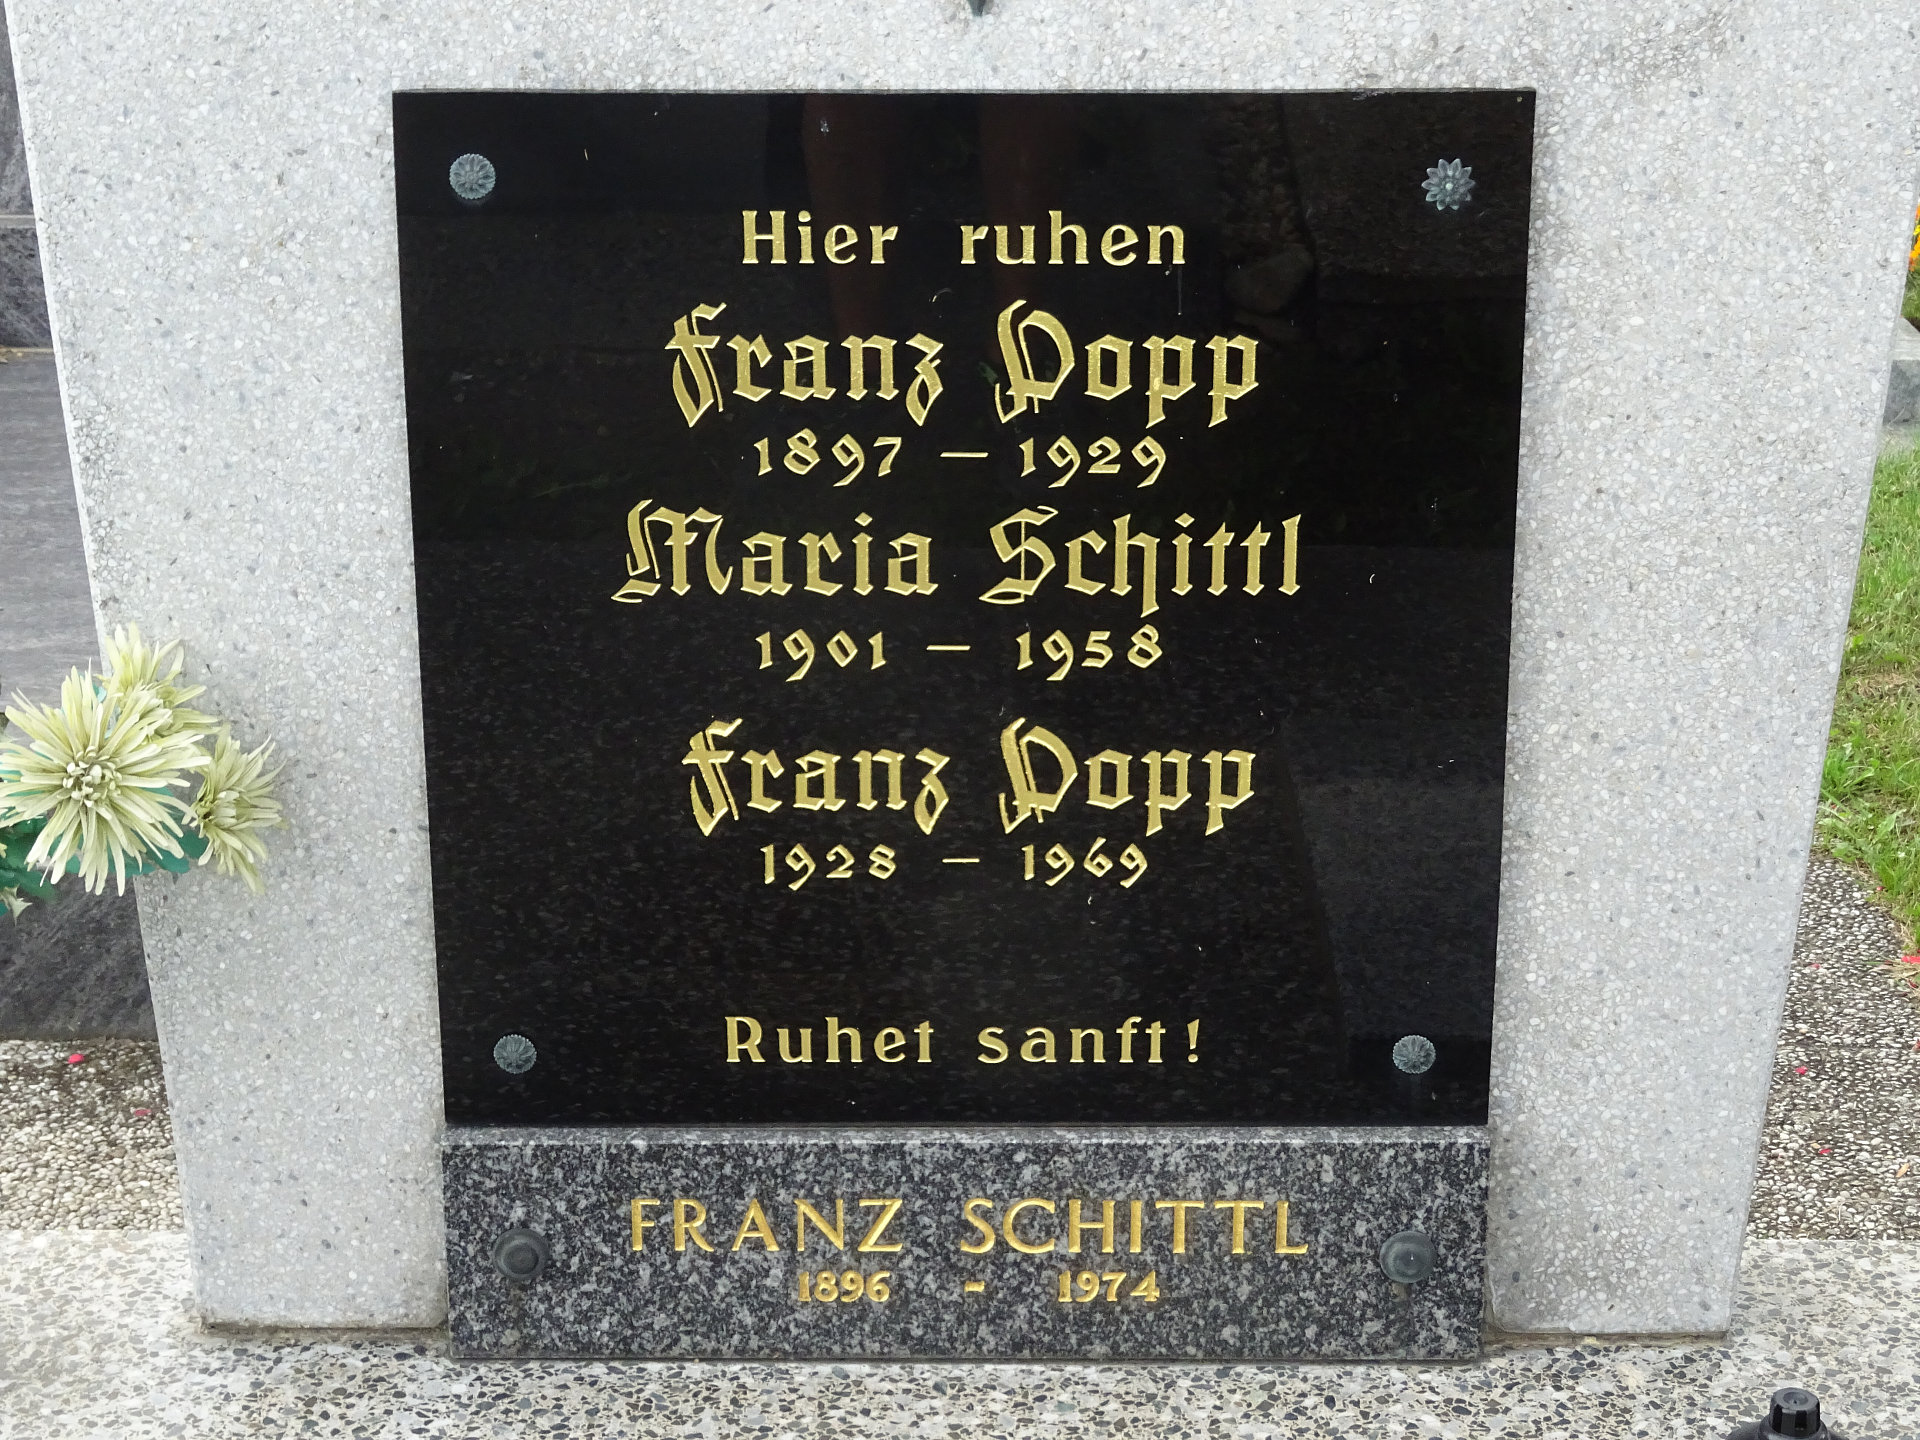 Hier ruhen
Franz Popp
1897 – 1929
Maria Schittl
1901 – 1958
Franz Popp
1928 – 1969
Ruhet sanft!
FRANZ SCHITTL
1896 - 1974